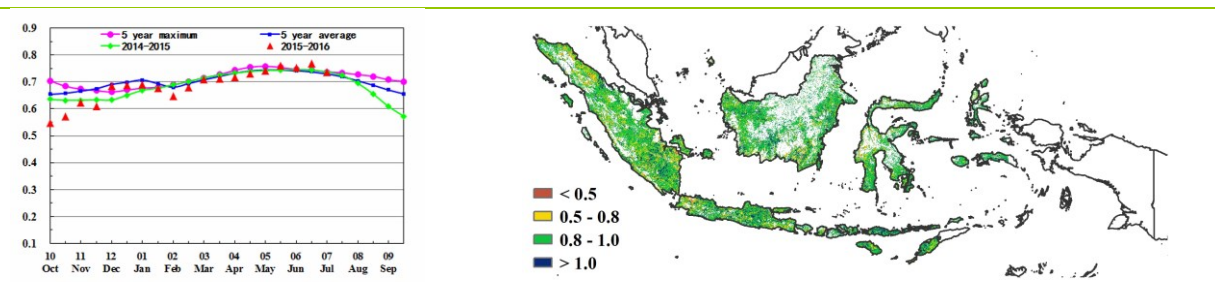 0.9
0.8
0.7
0.6
0.5
0.4
0.3
0.2
0.1
5 year maximum 5 year average
2014-2015 2015-2016
10 11 12 01 02 03 04 05 06 07 08 09
Oct Nov Dec Jan Feb Mar Apr May Jun Jul Aug Sep
< 0.5
0.5 - 0.8
0.8 - 1.0
> 1.0